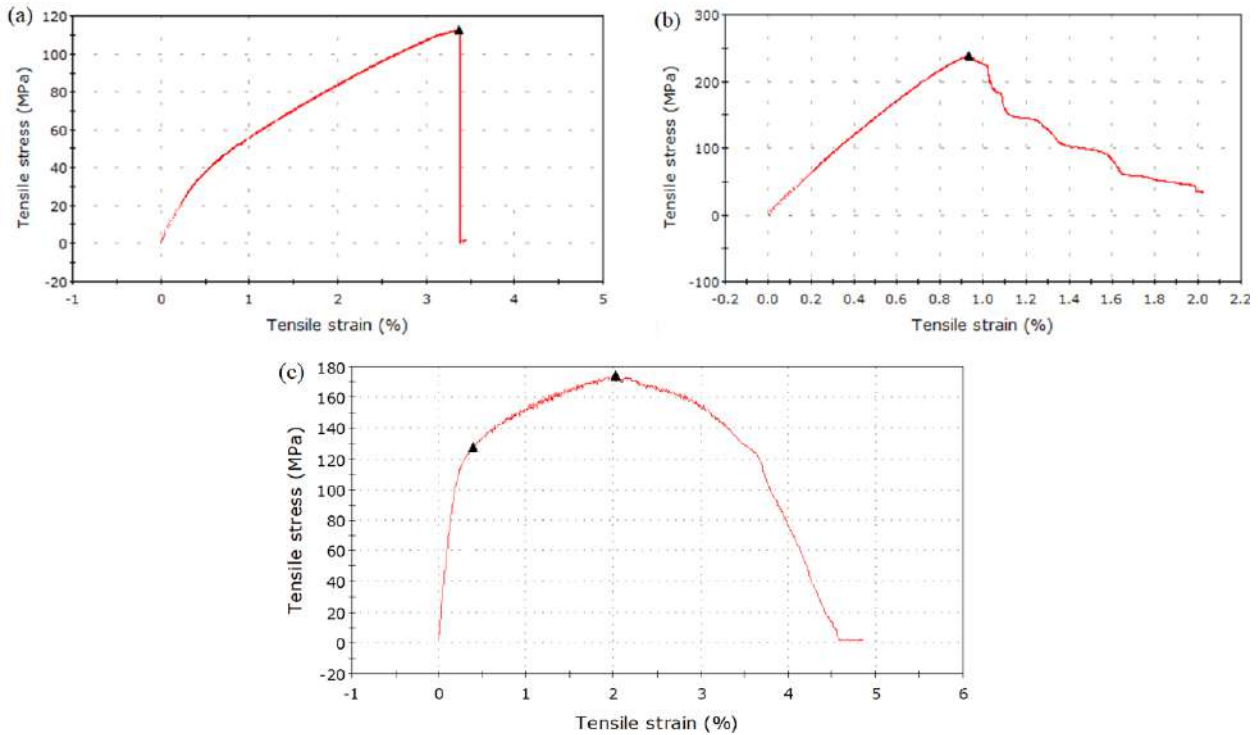 (a)
Tensile stress (MPa)
120
100
80
60
40
20
0
-20
-1 0 1 2 3 4 5
Tensile strain (%)
(b)
Tensile stress (MPa)
300
200
100
0
-100
-0.2 0.0 0.2 0.4 0.6 0.8 1.0 1.2 1.4 1.6 1.8 2.0 2.2
Tensile strain (%)
(c)
Tensile stress (MPa)
180
160
140
120
100
80
60
40
20
0
-20
-1 0 1 2 3 4 5 6
Tensile strain (%)